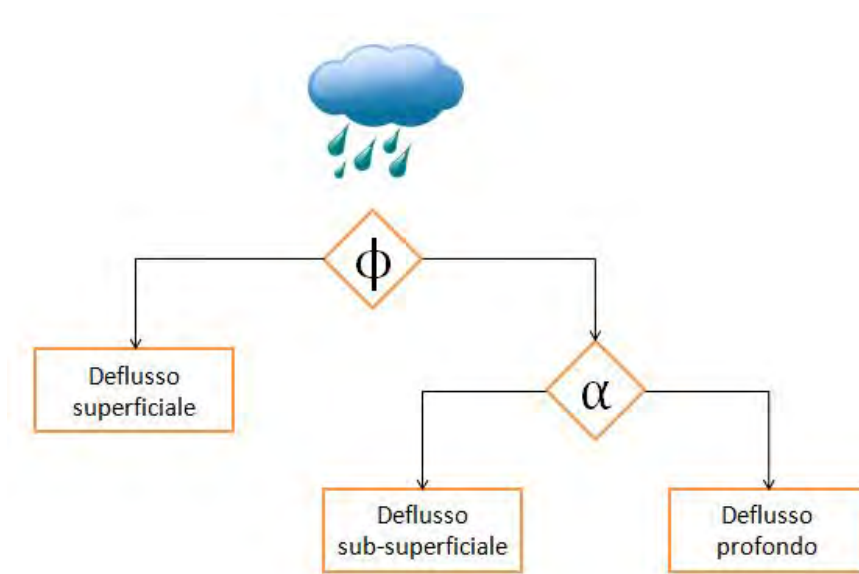 ϕ
Deflusso
superficiale
α
Deflusso
sub-superficiale
Deflusso
profondo